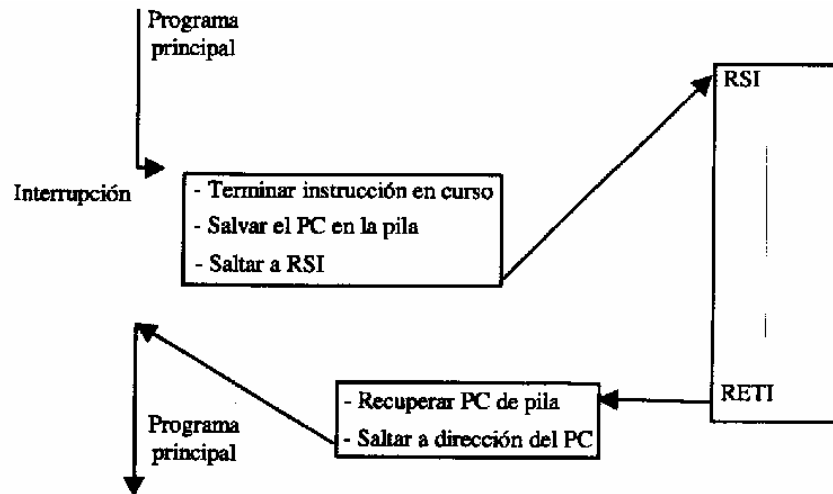 Programa
principal
RSI
Interrupción
- Terminar instrucción en curso
- Salvar el PC en la pila
- Saltar a RSI
RETI
- Recuperar PC de pila
- Saltar a dirección del PC
Programa
principal